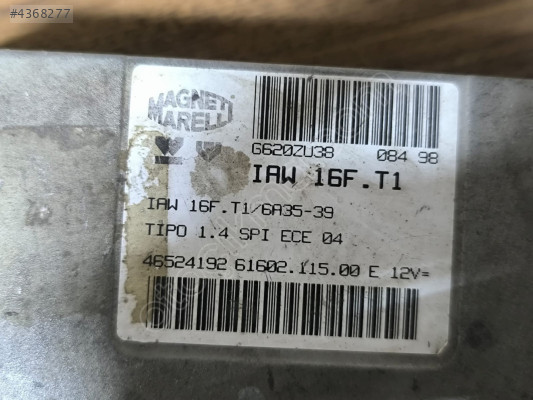 #4368277
MAGNETI
MARELLI
G620ZU38 084 98
IAW 16F.T1
IAW 16F.T1/6A35-39
TIPO 1.4 SPI ECE 04
46524192 61602.115.00 E 12V=